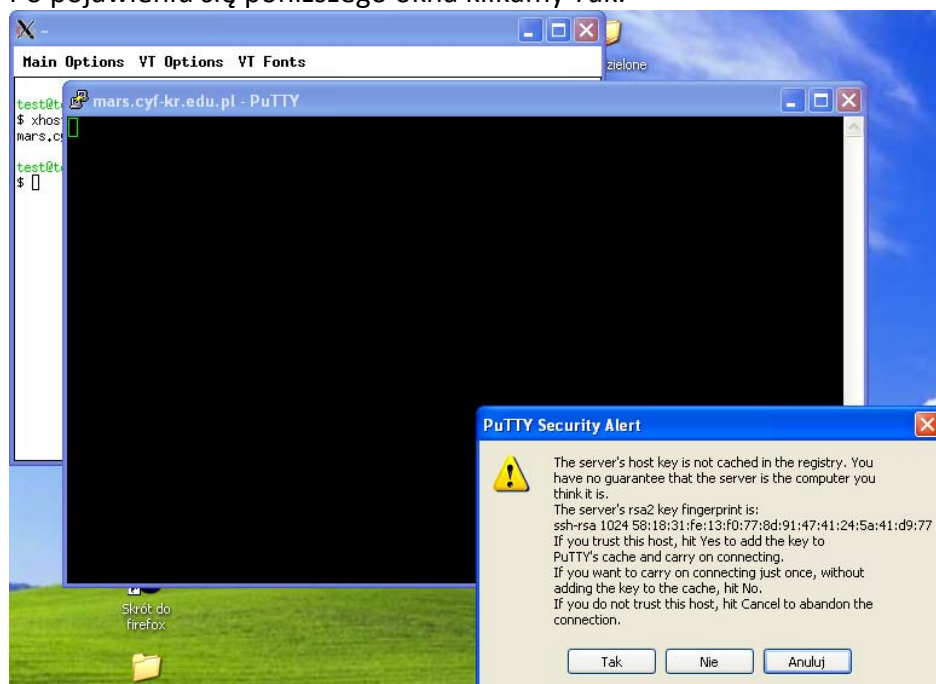 Po pojawieniu się poniższego okna klikamy Tak.
Main Options VT Options VT Fonts
zielone
mars.cyf-kr.edu.pl - PuTTY
$ xhos
mars.cy
$
PuTTY Security Alert
The server's host key is not cached in the registry. You
have no guarantee that the server is the computer you
think it is.
The server's rsa2 key fingerprint is:
ssh-rsa 1024 58:18:31:fe:13:f0:77:8d:91:47:41:24:5a:41:d9:77
If you trust this host, hit Yes to add the key to
PuTTY's cache and carry on connecting.
If you want to carry on connecting just once, without
adding the key to the cache, hit No.
If you do not trust this host, hit Cancel to abandon the
connection.
Tak Nie Anuluj
Skrót do
firefox